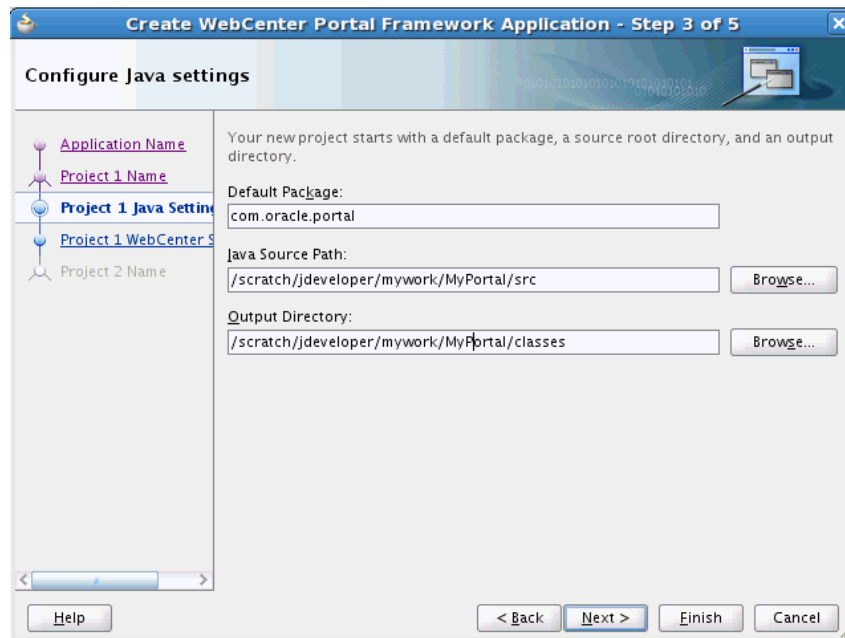 Create WebCenter Portal Framework Application - Step 3 of 5
Configure Java settings
Application Name
Project 1 Name
Project 1 Java Setting
Project 1 WebCenter S
Project 2 Name
Your new project starts with a default package, a source root directory, and an output
directory.
Default Package:
com.oracle.portal
Java Source Path:
/scratch/jdeveloper/mywork/MyPortal/src
Browse...
Output Directory:
/scratch/jdeveloper/mywork/MyPortal/classes
Browse...
Help
< Back
Next >
Finish
Cancel